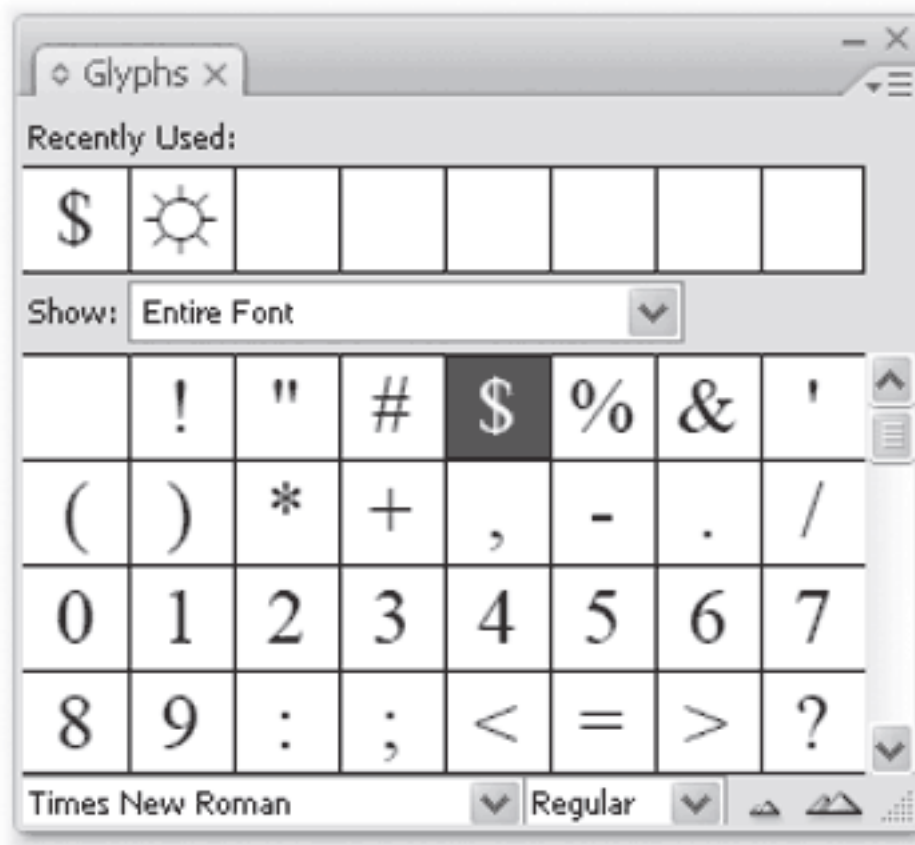 Glyphs
Recently Used:
$ ☼
Show: Entire Font
! " # $ % & '
( ) * + , - . /
0 1 2 3 4 5 6 7
8 9 : ; < = > ?
Times New Roman Regular